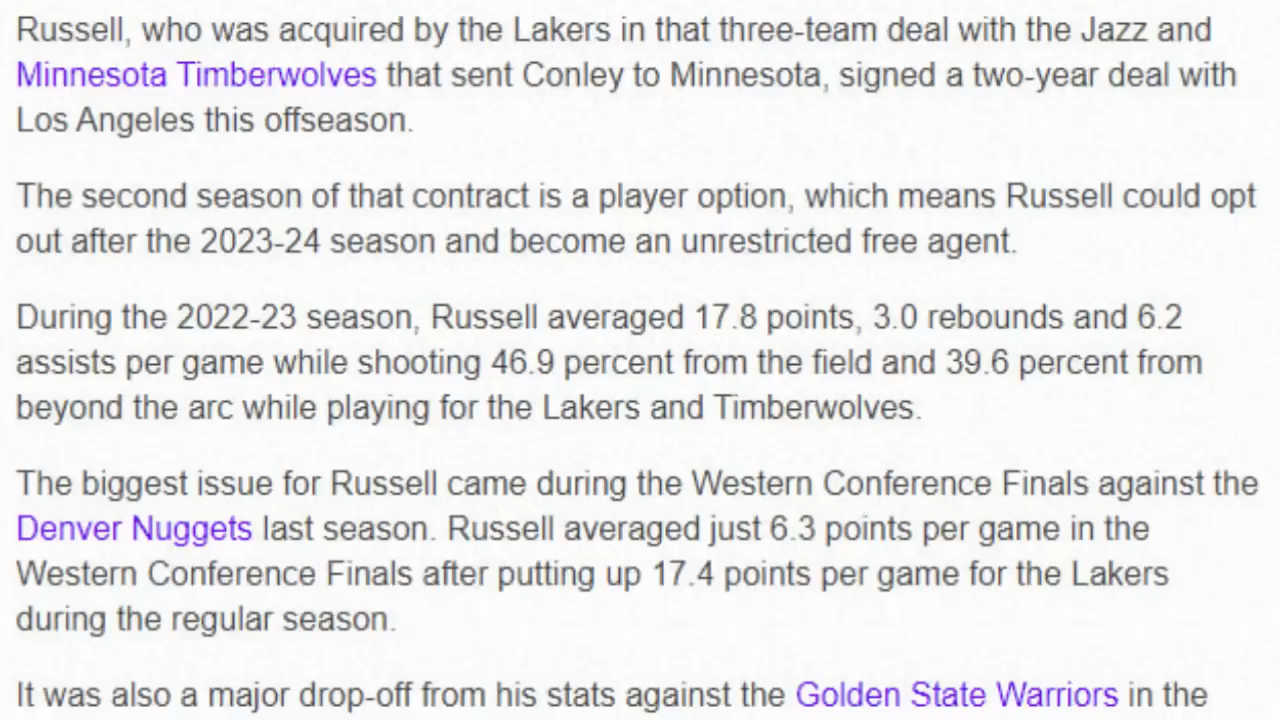 Russell, who was acquired by the Lakers in that three-team deal with the Jazz and
Minnesota Timberwolves that sent Conley to Minnesota, signed a two-year deal with
Los Angeles this offseason.
The second season of that contract is a player option, which means Russell could opt
out after the 2023-24 season and become an unrestricted free agent.
During the 2022-23 season, Russell averaged 17.8 points, 3.0 rebounds and 6.2
assists per game while shooting 46.9 percent from the field and 39.6 percent from
beyond the arc while playing for the Lakers and Timberwolves.
The biggest issue for Russell came during the Western Conference Finals against the
Denver Nuggets last season. Russell averaged just 6.3 points per game in the
Western Conference Finals after putting up 17.4 points per game for the Lakers
during the regular season.
It was also a major drop-off from his stats against the Golden State Warriors in the